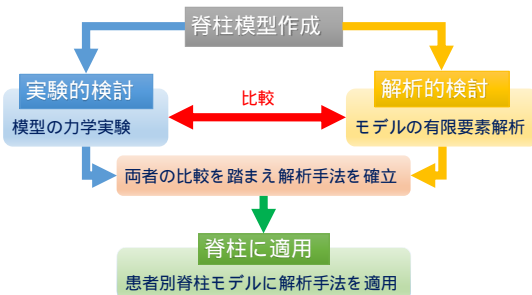 脊柱模型作成
実験的検討
模型の力学実験
比較
解析的検討
モデルの有限要素解析
両者の比較を踏まえ解析手法を確立
脊柱に適用
患者別脊柱モデルに解析手法を適用